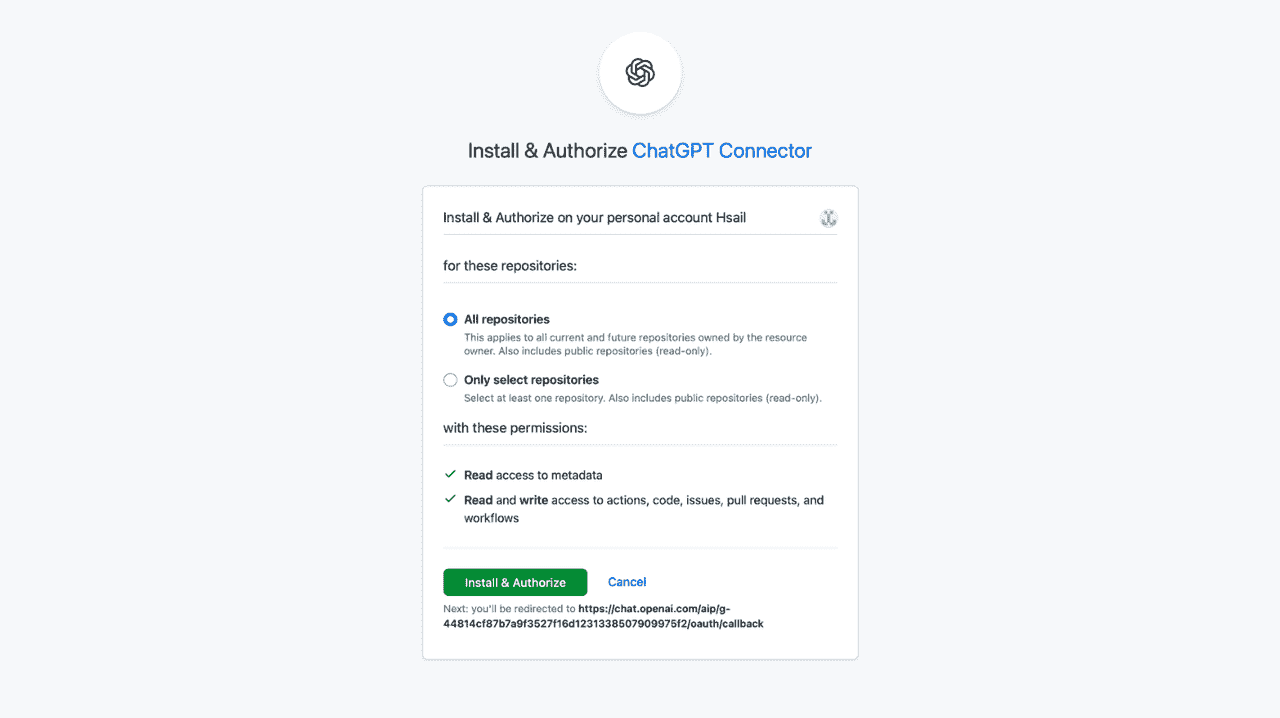 Install & Authorize ChatGPT Connector
Install & Authorize on your personal account Hsail
for these repositories:
All repositories
This applies to all current and future repositories owned by the resource
owner. Also includes public repositories (read-only).
Only select repositories
Select at least one repository. Also includes public repositories (read-only).
with these permissions:
Read access to metadata
Read and write access to actions, code, issues, pull requests, and
workflows
Install & Authorize Cancel
Next: you'll be redirected to https://chat.openai.com/aip/g-
44814cf87b7a9f3527f16d1231338507909975f2/oauth/callback